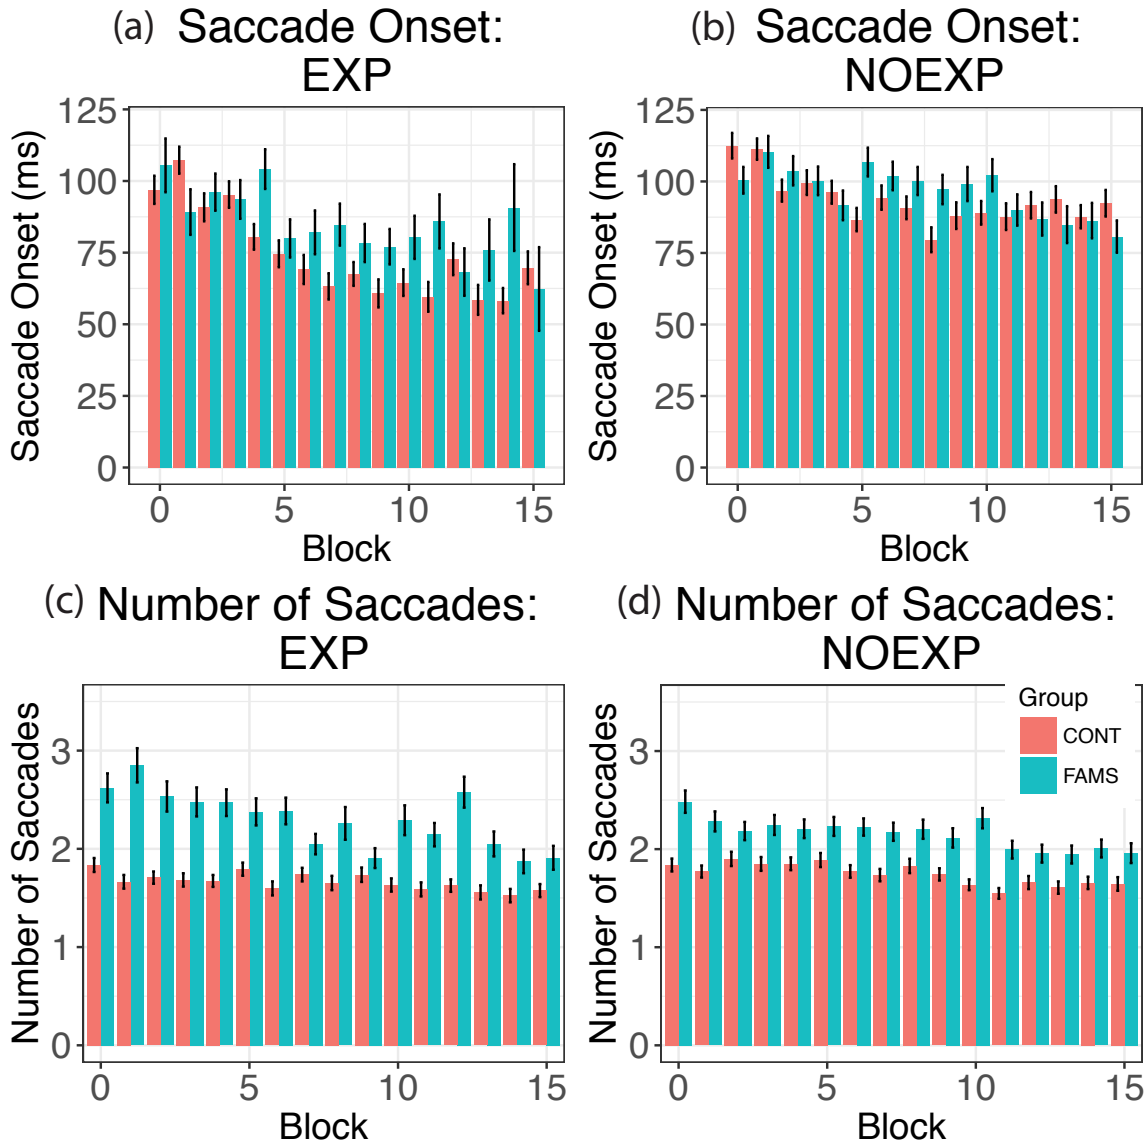 (a) Saccade Onset:
EXP
125
100
75
50
25
0
Saccade Onset (ms)
0 5 10 15
Block
(b) Saccade Onset:
NOEXP
125
100
75
50
25
0
Saccade Onset (ms)
0 5 10 15
Block
(c) Number of Saccades:
EXP
3
2
1
0
Number of Saccades
0 5 10 15
Block
(d) Number of Saccades:
NOEXP
3
2
1
0
Number of Saccades
Group
CONT
FAMS
0 5 10 15
Block